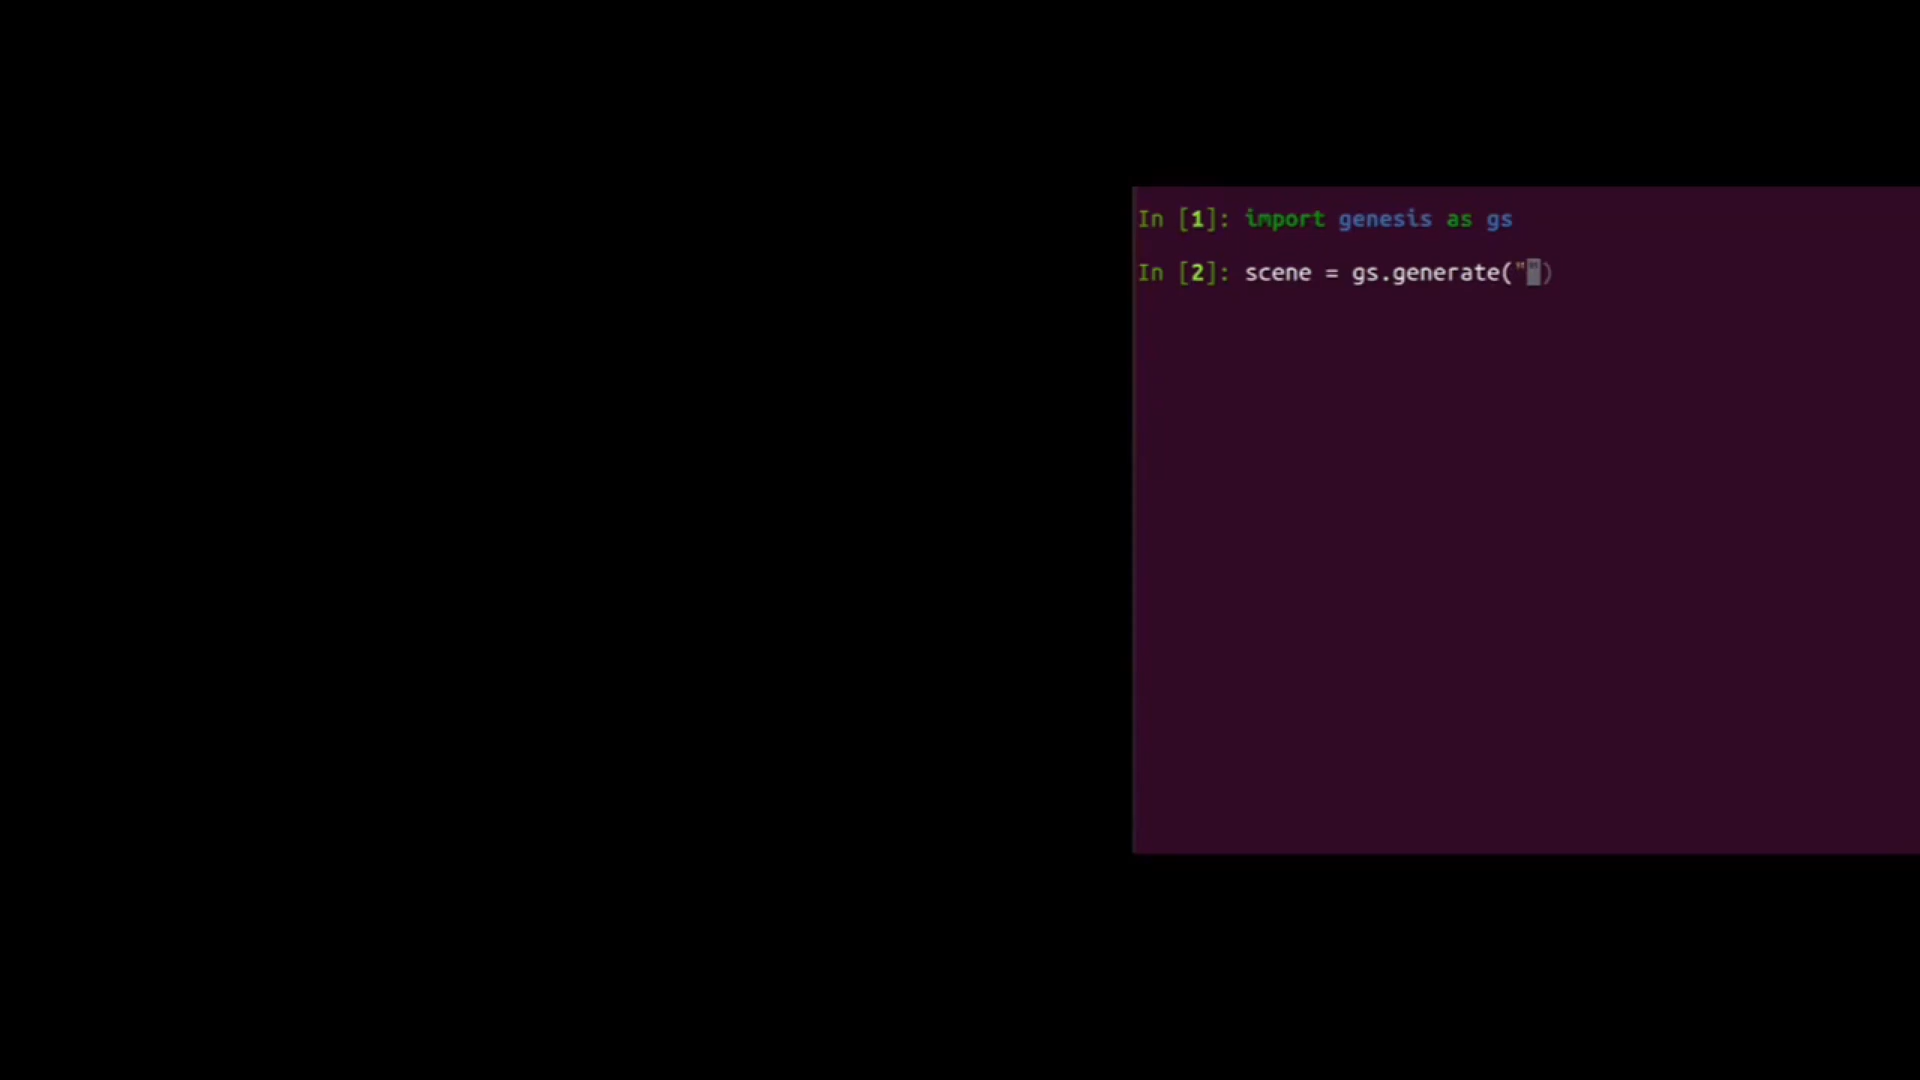 In [1]: import genesis as gs
In [2]: scene = gs.generate("")